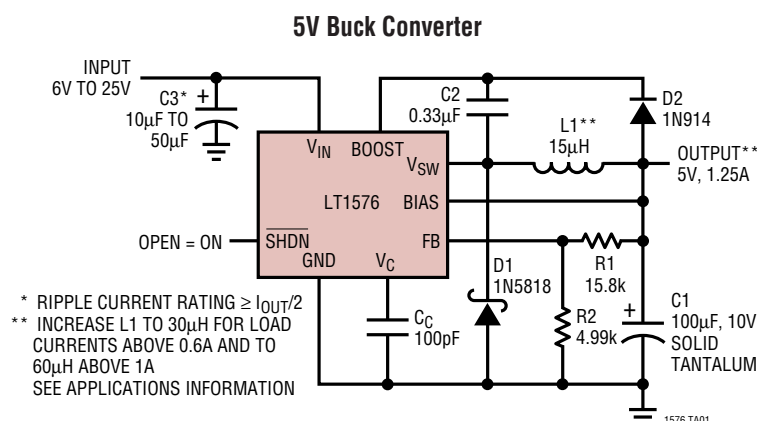 5V Buck Converter
INPUT
6V TO 25V
C3*
+
10µF TO
50µF
C2
0.33µF
D2
1N914
L1**
15µH
OUTPUT**
5V, 1.25A
VIN
BOOST
VSW
LT1576
BIAS
OPEN = ON
SHDN
FB
GND
VC
D1
1N5818
R1
15.8k
R2
4.99k
+
C1
100µF, 10V
SOLID
TANTALUM
CC
100pF
* RIPPLE CURRENT RATING ≥ IOUT/2
** INCREASE L1 TO 30µH FOR LOAD
CURRENTS ABOVE 0.6A AND TO
60µH ABOVE 1A
SEE APPLICATIONS INFORMATION
1576 TA01